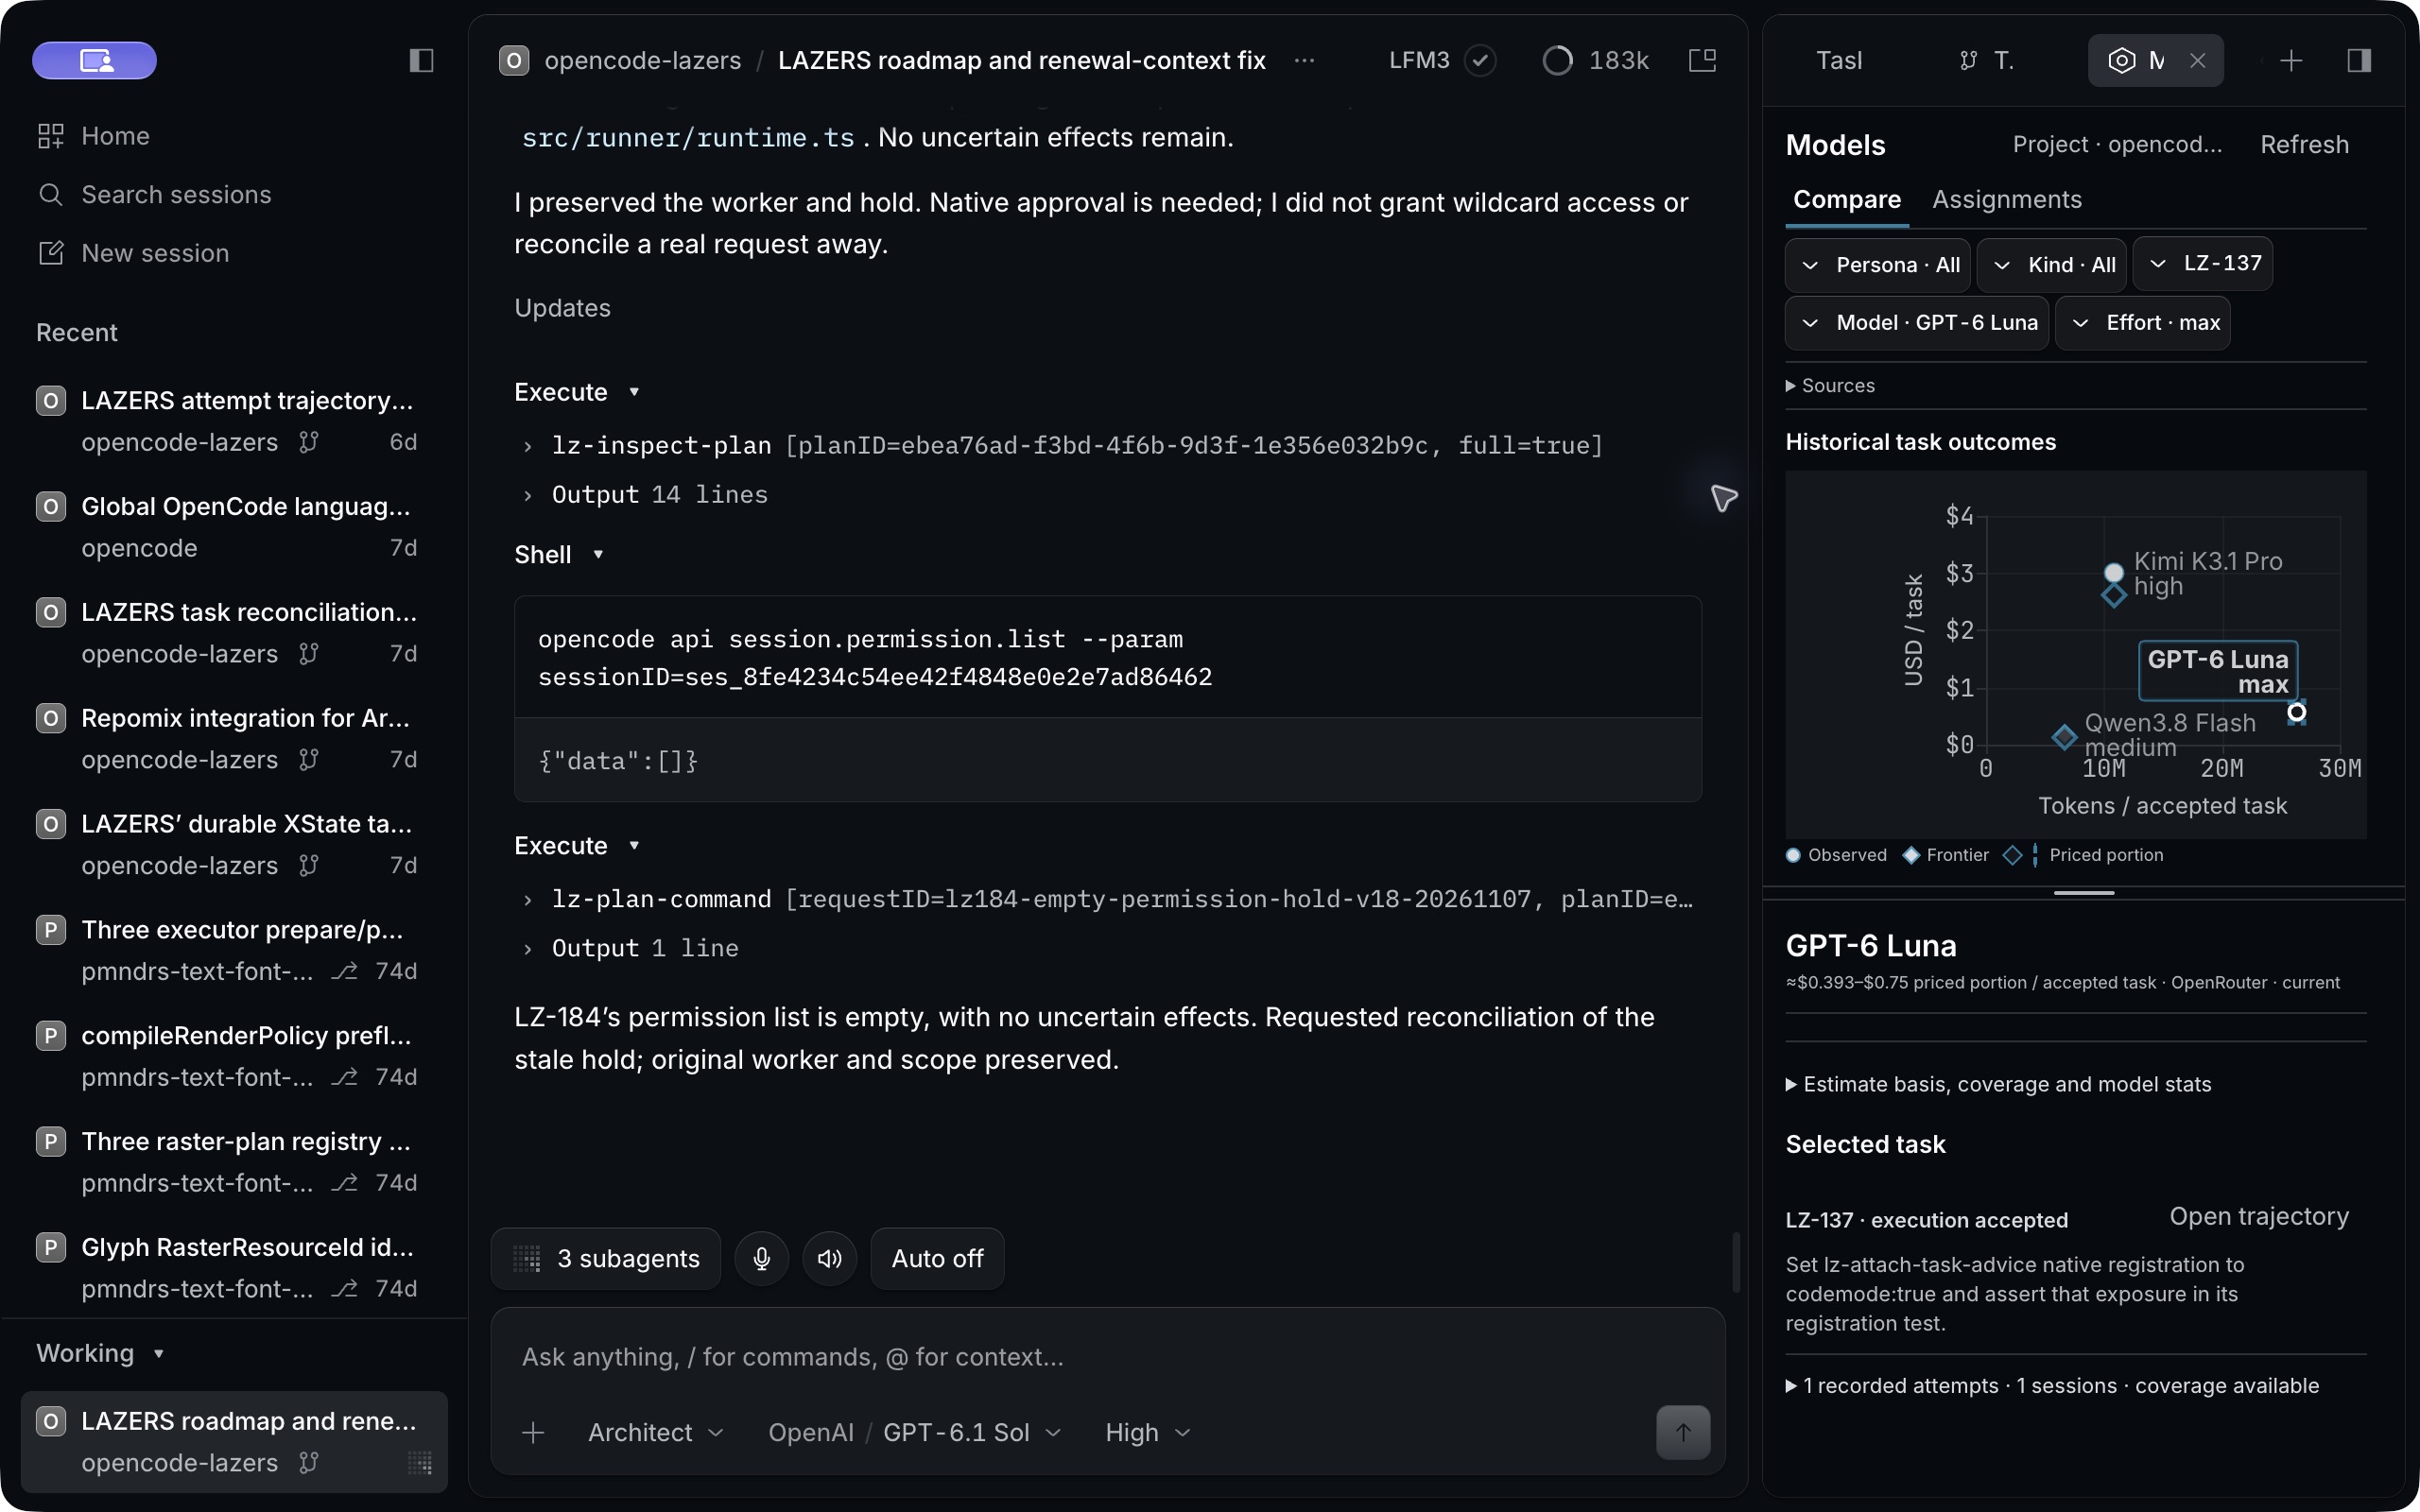 Home
Search sessions
New session
Recent
O LAZERS attempt trajectory...
opencode-lazers 6d
O Global OpenCode languag...
opencode 7d
O LAZERS task reconciliation...
opencode-lazers 7d
O Repomix integration for Ar...
opencode-lazers 7d
O LAZERS’ durable XState ta...
opencode-lazers 7d
P Three executor prepare/p...
pmndrs-text-font-... 74d
P compileRenderPolicy prefl...
pmndrs-text-font-... 74d
P Three raster-plan registry ...
pmndrs-text-font-... 74d
P Glyph RasterResourceId id...
pmndrs-text-font-... 74d
Working
O LAZERS roadmap and rene...
opencode-lazers
O opencode-lazers / LAZERS roadmap and renewal-context fix ... LFM3 183k
src/runner/runtime.ts . No uncertain effects remain.
I preserved the worker and hold. Native approval is needed; I did not grant wildcard access or
reconcile a real request away.
Updates
Execute
lz-inspect-plan [planID=ebea76ad-f3bd-4f6b-9d3f-1e356e032b9c, full=true]
Output 14 lines
Shell
opencode api session.permission.list --param
sessionID=ses_8fe4234c54ee42f4848e0e2e7ad86462
{"data":[]}
Execute
lz-plan-command [requestID=lz184-empty-permission-hold-v18-20261107, planID=e…
Output 1 line
LZ-184’s permission list is empty, with no uncertain effects. Requested reconciliation of the
stale hold; original worker and scope preserved.
3 subagents Auto off
Ask anything, / for commands, @ for context...
Architect OpenAI / GPT-6.1 Sol High
Tasl T. M
Models Project · opencod... Refresh
Compare Assignments
Persona · All Kind · All LZ-137
Model · GPT-6 Luna Effort · max
Sources
Historical task outcomes
$4
$3
$2
$1
$0
USD / task
Kimi K3.1 Pro
high
GPT-6 Luna
max
Qwen3.8 Flash
medium
0 10M 20M 30M
Tokens / accepted task
Observed Frontier Priced portion
GPT-6 Luna
≈$0.393–$0.75 priced portion / accepted task · OpenRouter · current
Estimate basis, coverage and model stats
Selected task
LZ-137 · execution accepted Open trajectory
Set lz-attach-task-advice native registration to
codemode:true and assert that exposure in its
registration test.
1 recorded attempts · 1 sessions · coverage available